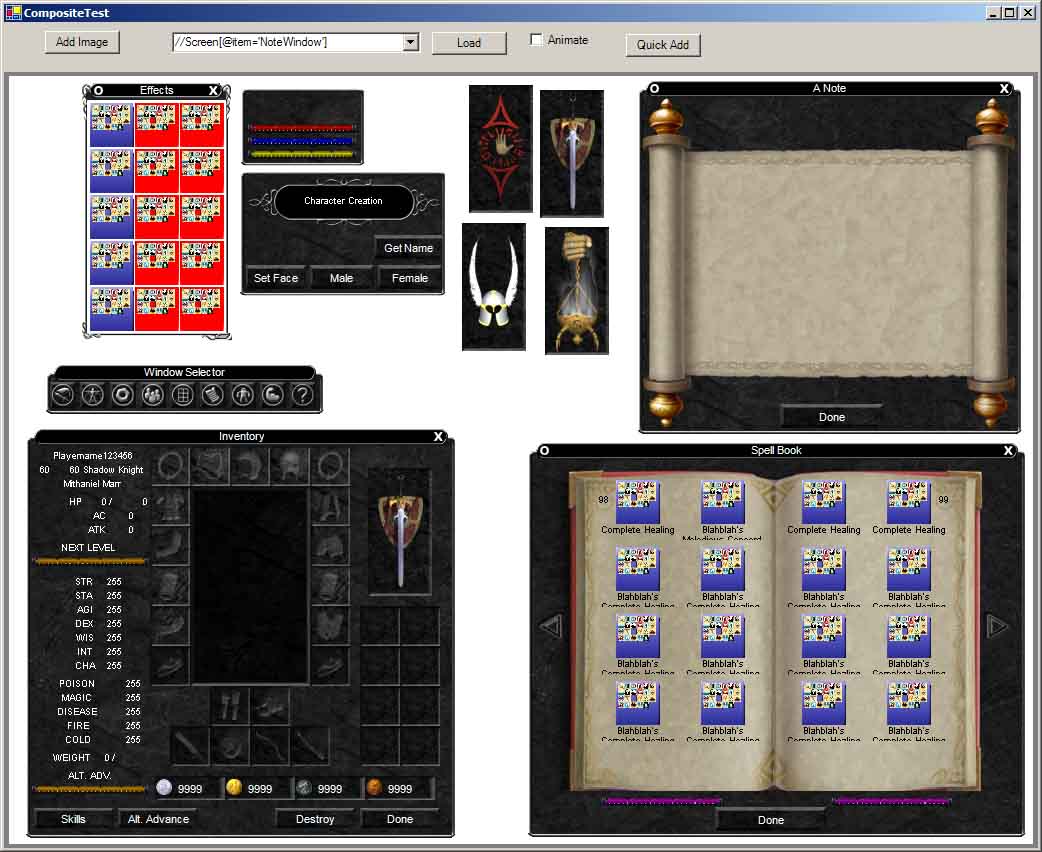 CompositeTest
Add Image
//Screen[@item='NoteWindow']
Load
Animate
Quick Add
O Effects X
Character Creation
Get Name
Set Face Male Female
O A Note X
Done
Window Selector
?
Inventory X
Playername123456
60 60 Shadow Knight
Mithaniel Marr
HP 0 / 0
AC 0
ATK 0
NEXT LEVEL
STR 255
STA 255
AGI 255
DEX 255
WIS 255
INT 255
CHA 255
POISON 255
MAGIC 255
DISEASE 255
FIRE 255
COLD 255
WEIGHT 0 /
ALT. ADV.
9999 9999 9999 9999
Skills Alt. Advance Destroy Done
O Spell Book X
98 99
Complete Healing Blahblah's Complete Healing Complete Healing
Melodious Concord
Blahblah's Blahblah's Blahblah's Blahblah's
Complete Healing Complete Healing Complete Healing Complete Healing
Blahblah's Blahblah's Blahblah's Blahblah's
Complete Healing Complete Healing Complete Healing Complete Healing
Blahblah's Blahblah's Blahblah's Blahblah's
Complete Healing Complete Healing Complete Healing Complete Healing
Done